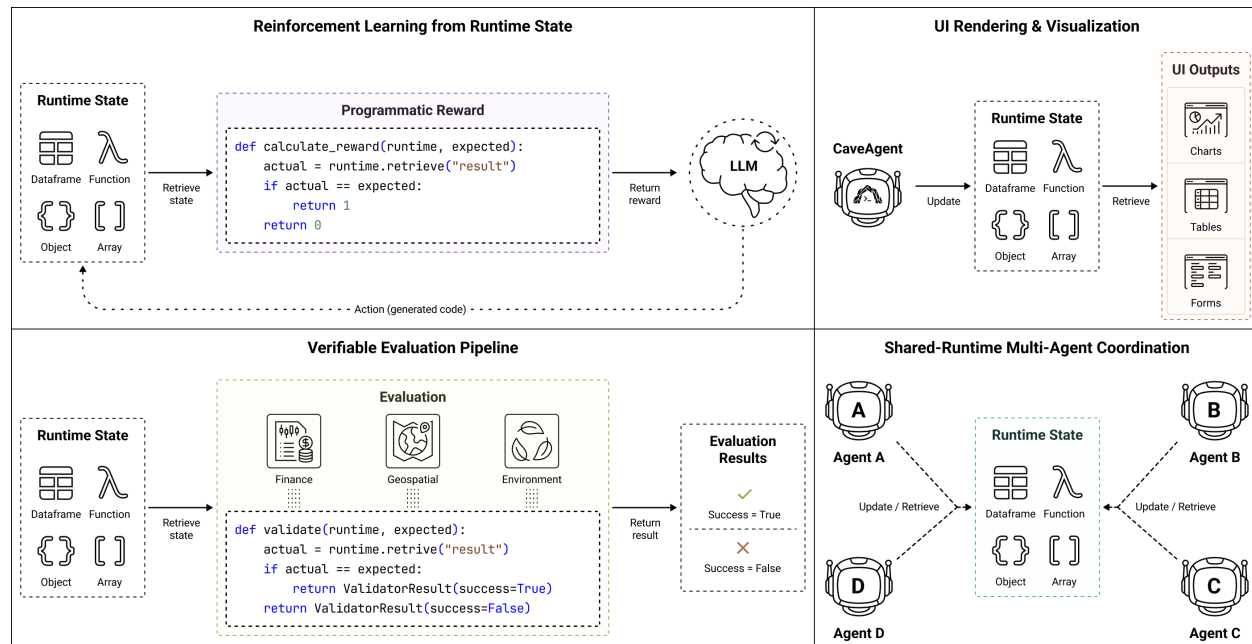 Reinforcement Learning from Runtime State
Runtime State
Dataframe
Function
Object
Array
Retrieve
state
Programmatic Reward
def calculate_reward(runtime, expected):
    actual = runtime.retrieve("result")
    if actual == expected:
        return 1
    return 0
Return
reward
LLM
Action (generated code)
UI Rendering & Visualization
CaveAgent
Update
Runtime State
Dataframe
Function
Object
Array
Retrieve
UI Outputs
Charts
Tables
Forms
Verifiable Evaluation Pipeline
Runtime State
Dataframe
Function
Object
Array
Retrieve
state
Evaluation
Finance
Geospatial
Environment
def validate(runtime, expected):
    actual = runtime.retrive("result")
    if actual == expected:
        return ValidatorResult(success=True)
    return ValidatorResult(success=False)
Return
result
Evaluation
Results
Success = True
Success = False
Shared-Runtime Multi-Agent Coordination
A
Agent A
B
Agent B
Update / Retrieve
Runtime State
Dataframe
Function
Object
Array
Update / Retrieve
D
Agent D
C
Agent C